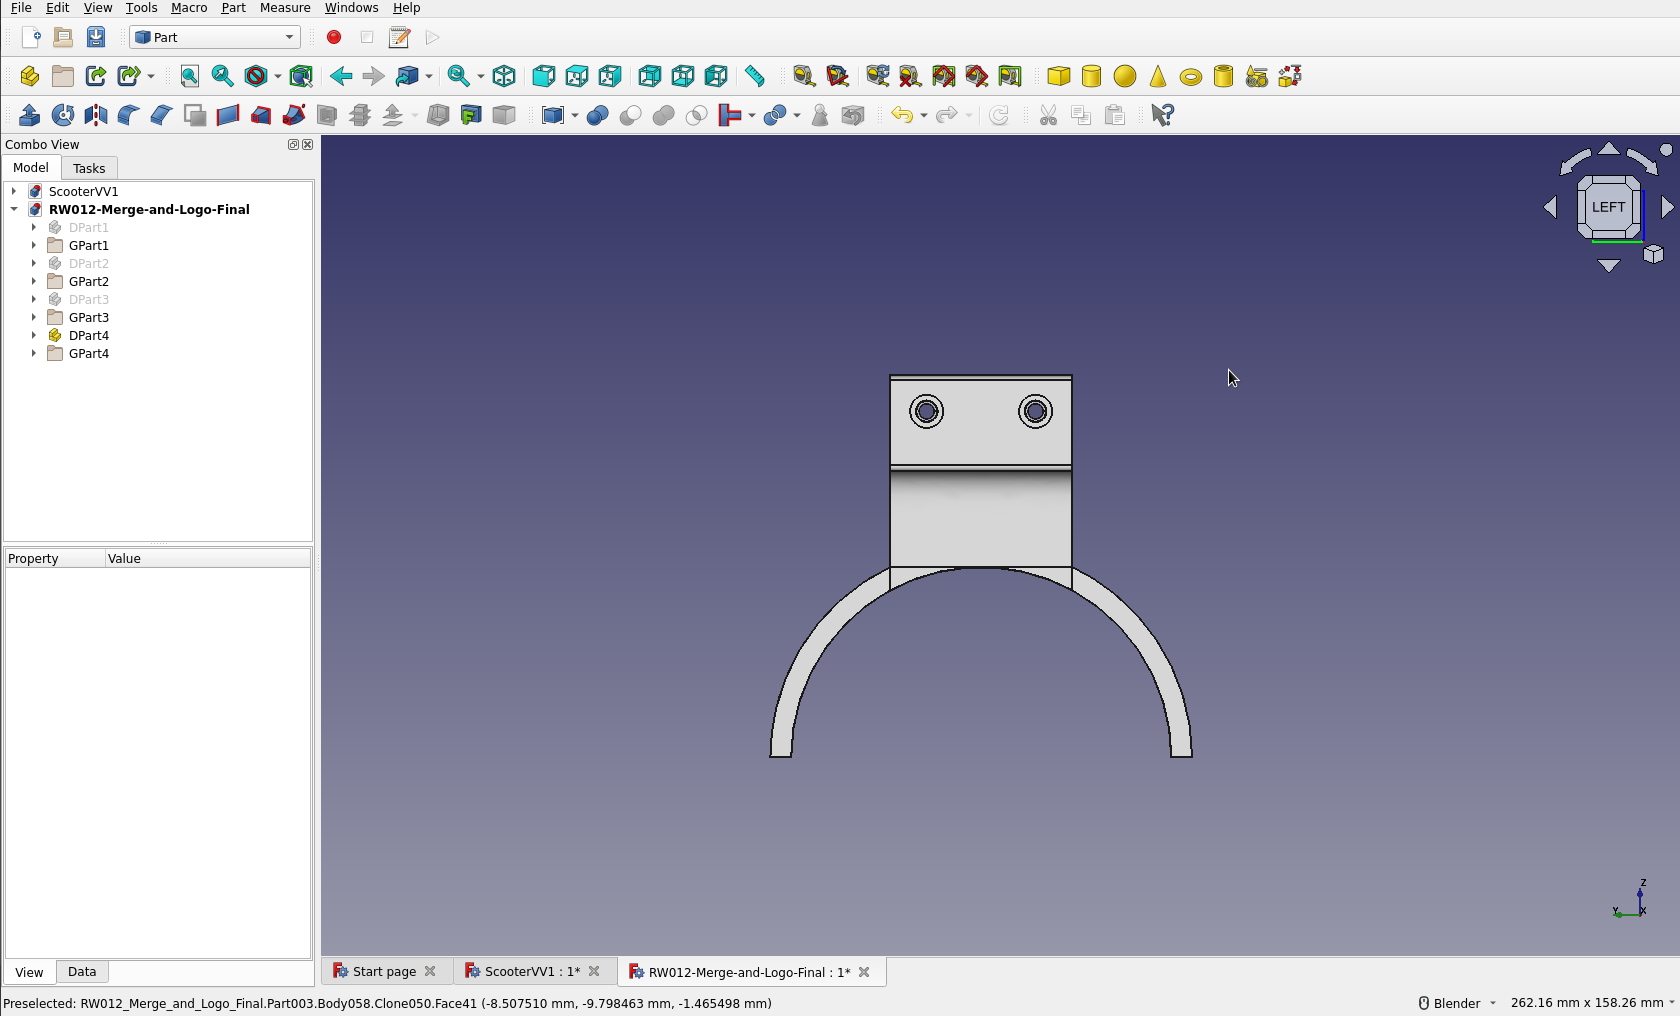 File Edit View Tools Macro Part Measure Windows Help
Part
Combo View
Model Tasks
ScooterVV1
RW012-Merge-and-Logo-Final
DPart1
GPart1
DPart2
GPart2
DPart3
GPart3
DPart4
GPart4
LEFT
Property Value
Z
Y X
View Data
Start page ScooterVV1 : 1* RW012-Merge-and-Logo-Final : 1*
Preselected: RW012_Merge_and_Logo_Final.Part003.Body058.Clone050.Face41 (-8.507510 mm, -9.798463 mm, -1.465498 mm) Blender 262.16 mm x 158.26 mm